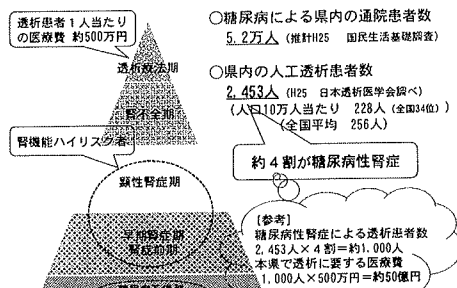 透析患者1人当たり
の医療費 約500万円
透析療法期
腎不全期
腎機能ハイリスク者
顕性腎症期
早期腎症期
腎症前期
○糖尿病による県内の通院患者数
5.2万人 (推計H25 国民生活基礎調査)
○県内の人工透析患者数
2,453人 (H25 日本透析医学会調べ)
(人口10万人当たり 228人 (全国34位))
(全国平均 256人)
約4割が糖尿病性腎症
[参考]
糖尿病性腎症による透析患者数
2,453人×4割=約1,000人
本県で透析に要する医療費
1,000人×500万円=約50億円